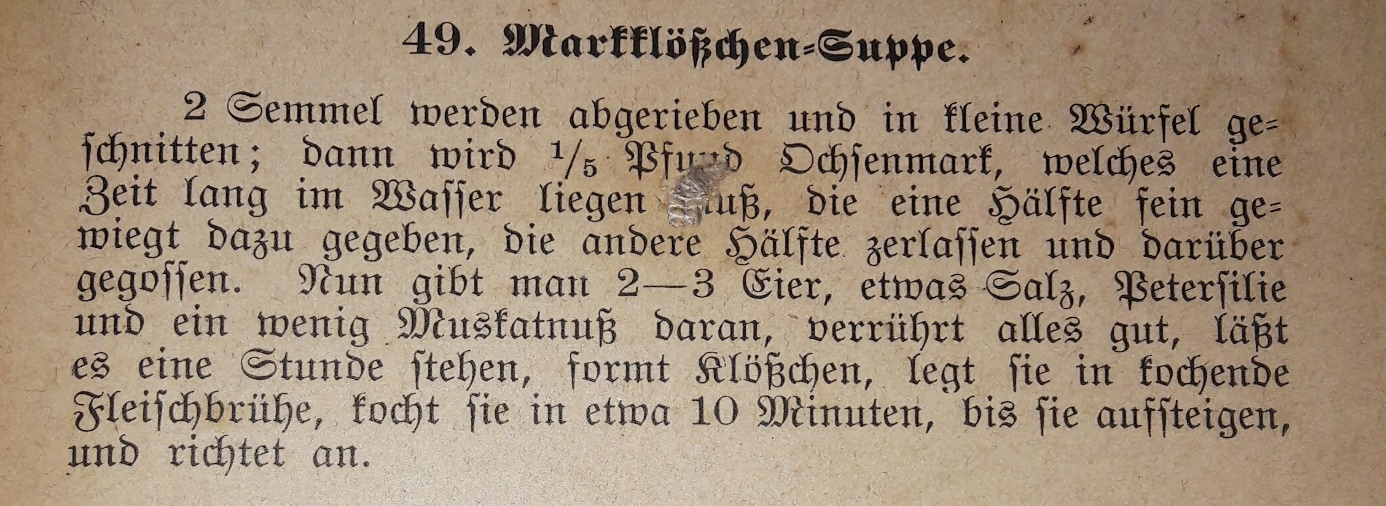 49. Markklößchen-Suppe.
2 Semmel werden abgerieben und in kleine Würfel ge-
schnitten; dann wird 1/5 Pfund Ochsenmark, welches eine
Zeit lang im Wasser liegen muß, die eine Hälfte fein ge-
wiegt dazu gegeben, die andere Hälfte zerlassen und darüber
gegossen. Nun gibt man 2—3 Eier, etwas Salz, Petersilie
und ein wenig Muskatnuß daran, verrührt alles gut, läßt
es eine Stunde stehen, formt Klößchen, legt sie in kochende
Fleischbrühe, kocht sie in etwa 10 Minuten, bis sie aufsteigen,
und richtet an.